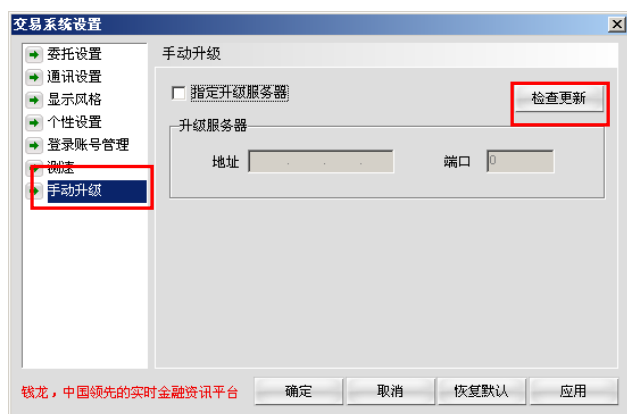 交易系统设置
委托设置
通讯设置
显示风格
个性设置
登录账号管理
测速
手动升级
手动升级
指定升级服务器
检查更新
升级服务器
地址 . . .
端口 0
钱龙，中国领先的实时金融资讯平台
确定
取消
恢复默认
应用